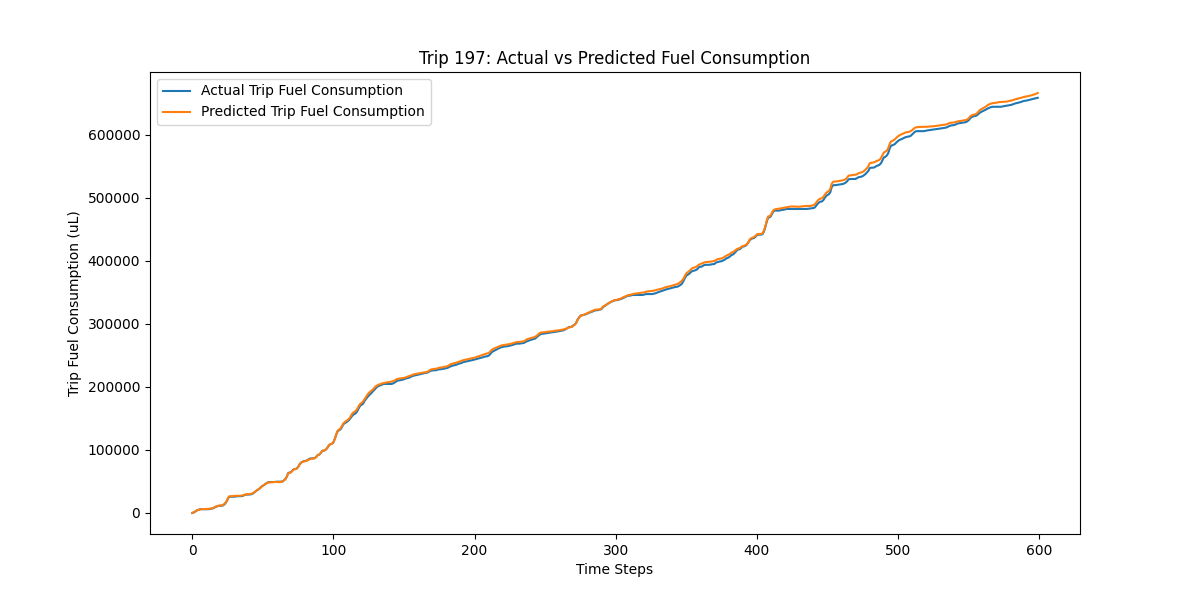 Trip 197: Actual vs Predicted Fuel Consumption
Actual Trip Fuel Consumption
Predicted Trip Fuel Consumption
Trip Fuel Consumption (uL)
600000
500000
400000
300000
200000
100000
0
0 100 200 300 400 500 600
Time Steps